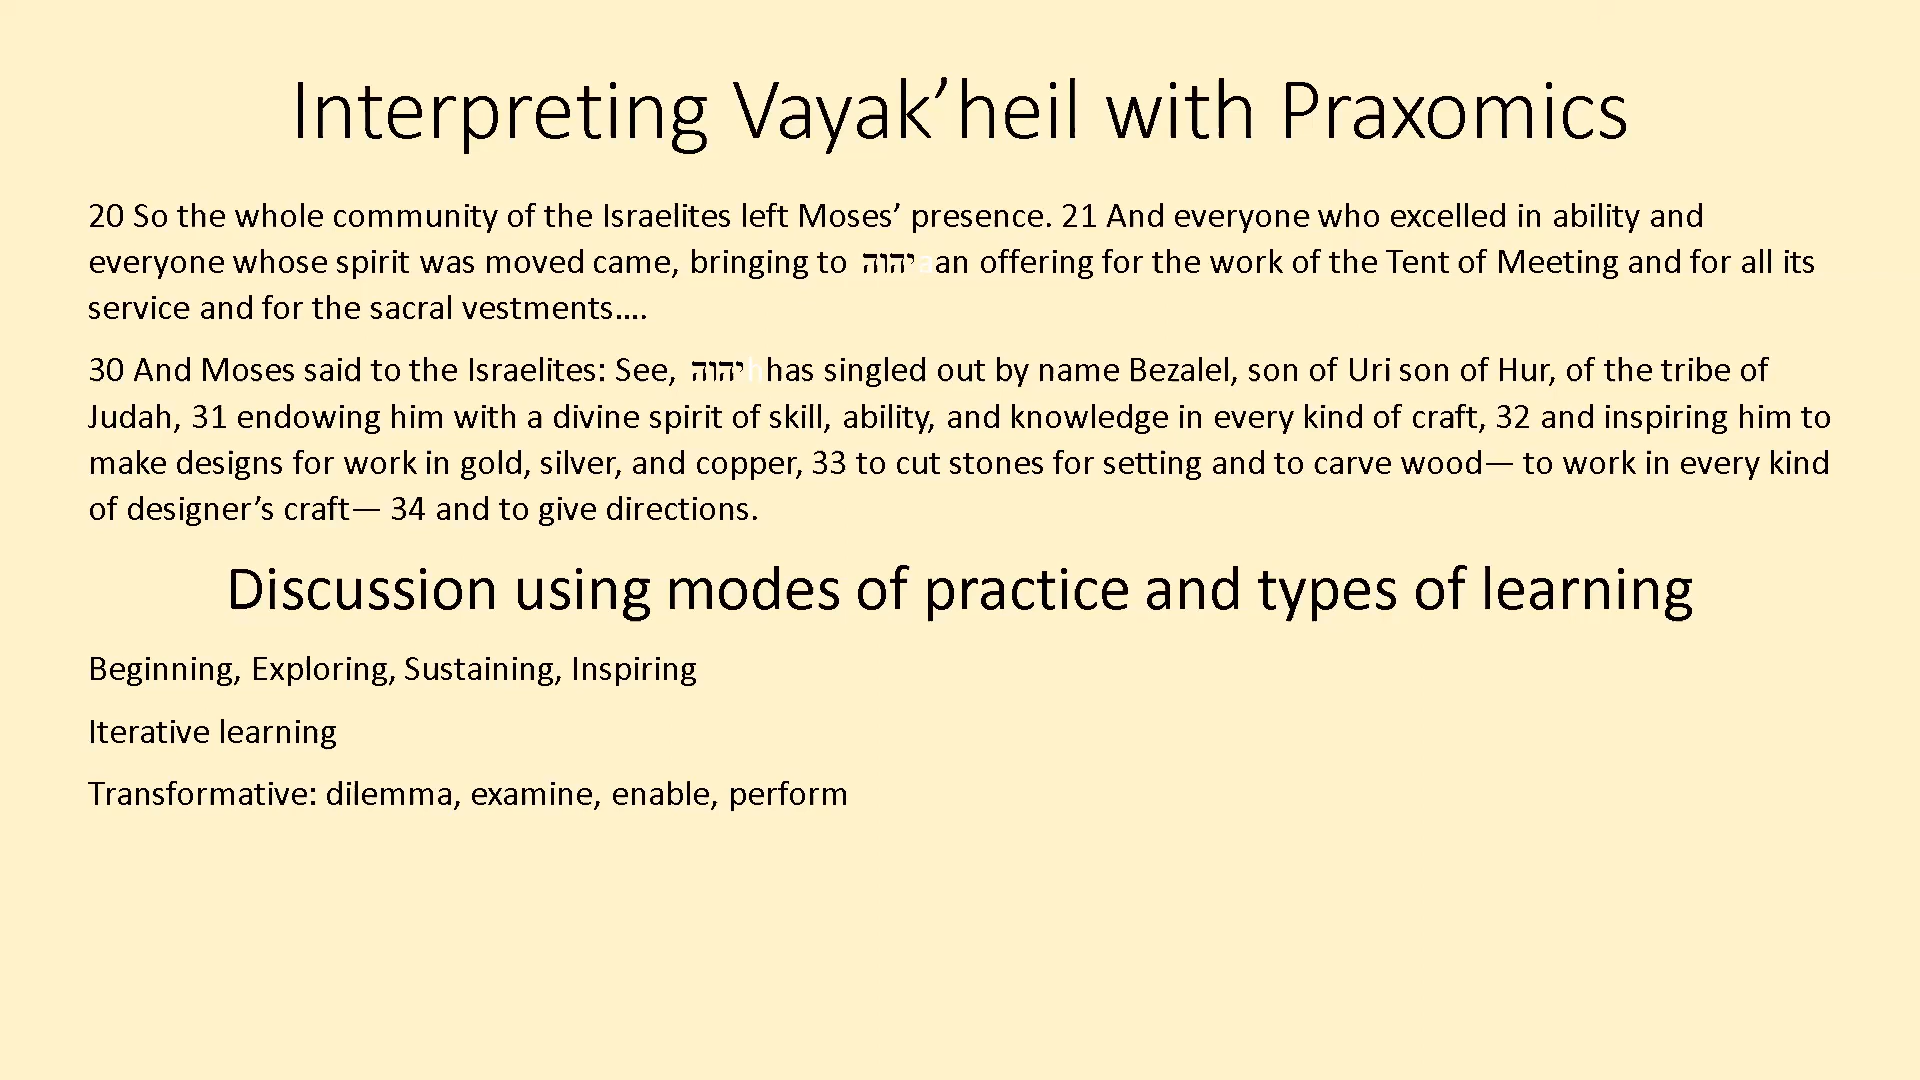 Interpreting Vayak’heil with Praxomics
20 So the whole community of the Israelites left Moses’ presence. 21 And everyone who excelled in ability and
everyone whose spirit was moved came, bringing to יהוה aan offering for the work of the Tent of Meeting and for all its
service and for the sacral vestments….
30 And Moses said to the Israelites: See, יהוה hhas singled out by name Bezalel, son of Uri son of Hur, of the tribe of
Judah, 31 endowing him with a divine spirit of skill, ability, and knowledge in every kind of craft, 32 and inspiring him to
make designs for work in gold, silver, and copper, 33 to cut stones for setting and to carve wood— to work in every kind
of designer’s craft— 34 and to give directions.
Discussion using modes of practice and types of learning
Beginning, Exploring, Sustaining, Inspiring
Iterative learning
Transformative: dilemma, examine, enable, perform